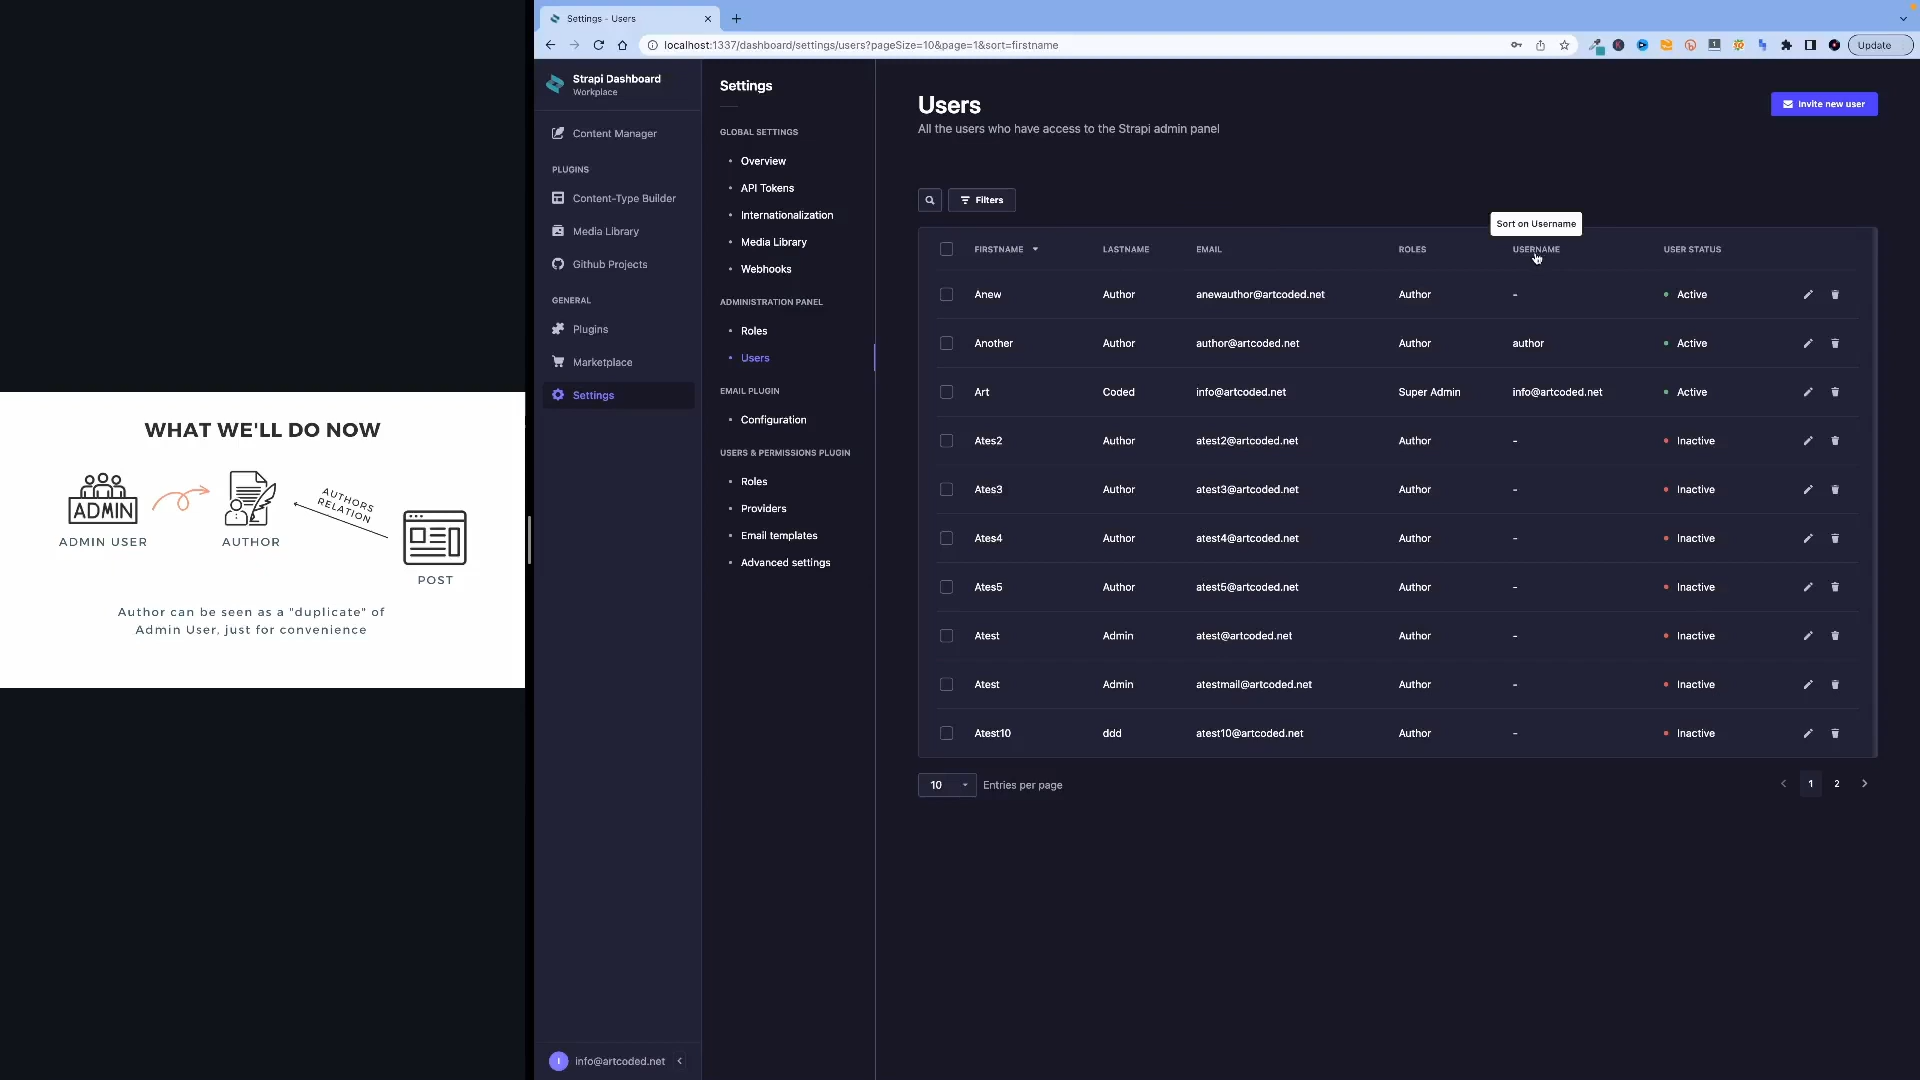 WHAT WE'LL DO NOW
ADMIN
ADMIN USER
AUTHOR
AUTHORS
RELATION
POST
Author can be seen as a "duplicate" of
Admin User, just for convenience
Settings - Users
localhost:1337/dashboard/settings/users?pageSize=10&page=1&sort=firstname
Update
Strapi Dashboard
Workplace
Content Manager
PLUGINS
Content-Type Builder
Media Library
Github Projects
GENERAL
Plugins
Marketplace
Settings
I
info@artcoded.net
Settings
GLOBAL SETTINGS
Overview
API Tokens
Internationalization
Media Library
Webhooks
ADMINISTRATION PANEL
Roles
Users
EMAIL PLUGIN
Configuration
USERS & PERMISSIONS PLUGIN
Roles
Providers
Email templates
Advanced settings
Users
All the users who have access to the Strapi admin panel
Invite new user
Filters
Sort on Username
FIRSTNAME LASTNAME EMAIL ROLES USERNAME USER STATUS
Anew Author anewauthor@artcoded.net Author - Active
Another Author author@artcoded.net Author author Active
Art Coded info@artcoded.net Super Admin info@artcoded.net Active
Ates2 Author atest2@artcoded.net Author - Inactive
Ates3 Author atest3@artcoded.net Author - Inactive
Ates4 Author atest4@artcoded.net Author - Inactive
Ates5 Author atest5@artcoded.net Author - Inactive
Atest Admin atest@artcoded.net Author - Inactive
Atest Admin atestmail@artcoded.net Author - Inactive
Atest10 ddd atest10@artcoded.net Author - Inactive
10 Entries per page 1 2